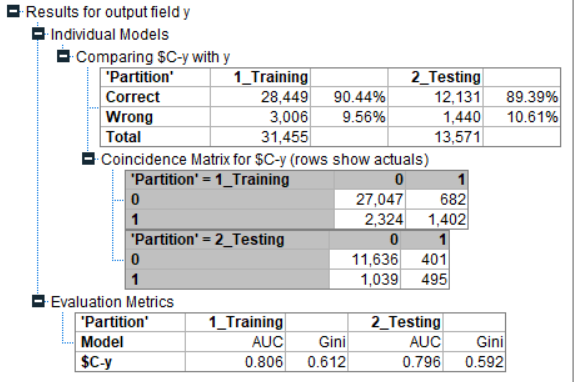 Results for output field y
Individual Models
Comparing $C-y with y
'Partition' 1_Training 2_Testing
Correct 28,449 90.44% 12,131 89.39%
Wrong 3,006 9.56% 1,440 10.61%
Total 31,455 13,571
Coincidence Matrix for $C-y (rows show actuals)
'Partition' = 1_Training 0 1
0 27,047 682
1 2,324 1,402
'Partition' = 2_Testing 0 1
0 11,636 401
1 1,039 495
Evaluation Metrics
'Partition' 1_Training 2_Testing
Model AUC Gini AUC Gini
$C-y 0.806 0.612 0.796 0.592